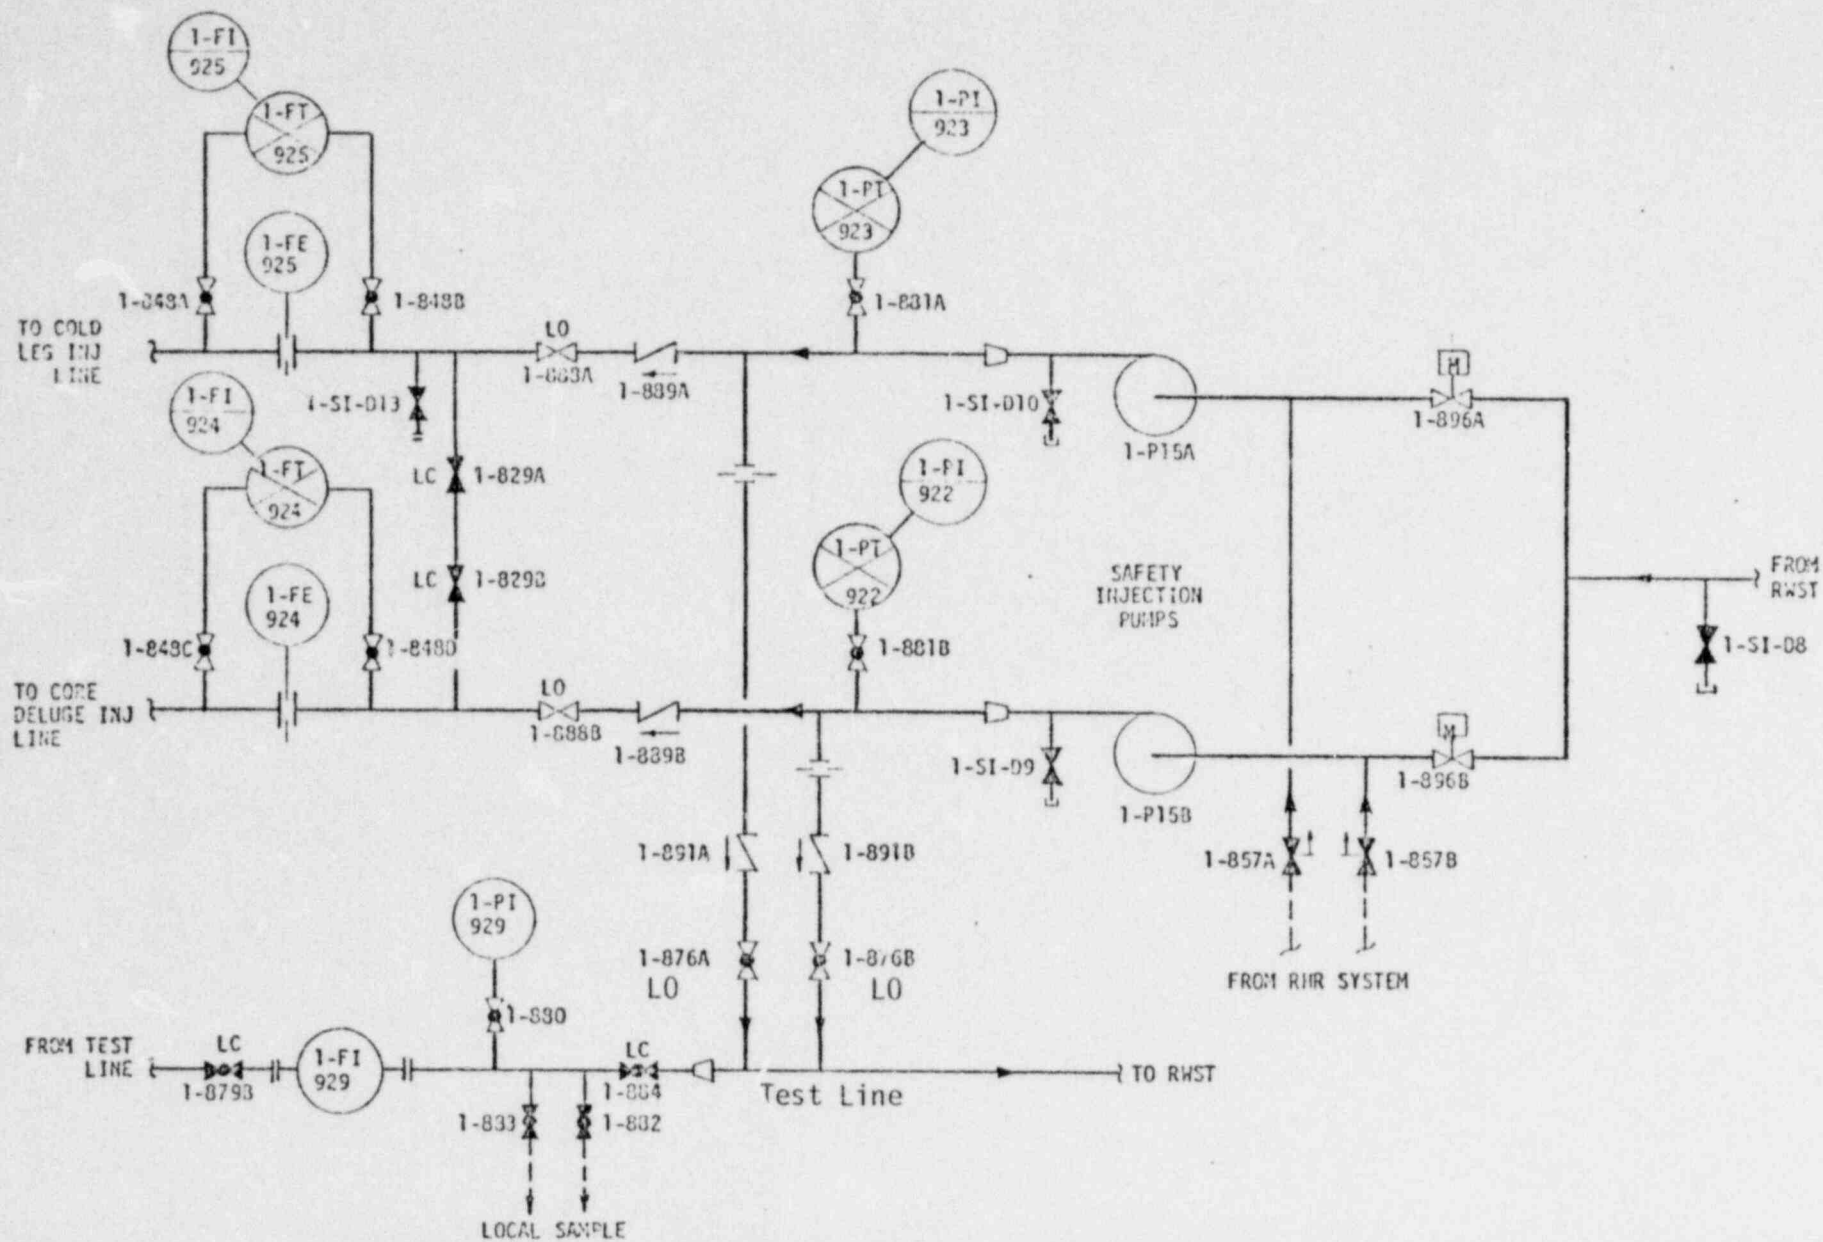 1-FI
925
1-FT
925
1-FE
925
1-848A
1-848B
TO COLD
LEG INJ
LINE
LO
1-888A
1-889A
1-PI
923
1-PT
923
1-881A
1-SI-D13
1-SI-D10
1-P15A
M
1-896A
1-FI
924
1-FT
924
1-FE
924
LC
1-829A
LC
1-829B
1-PI
922
1-PT
922
1-881B
SAFETY
INJECTION
PUMPS
FROM
RWST
1-SI-D8
1-848C
1-848D
TO CORE
DELUGE INJ
LINE
LO
1-888B
1-889B
1-SI-D9
1-P15B
M
1-896B
1-891A
1-891B
1-857A
1-857B
1-PI
929
1-876A
LO
1-876B
LO
FROM RHR SYSTEM
1-880
FROM TEST
LINE
LC
1-879B
1-FI
929
LC
1-884
Test Line
TO RWST
1-883
1-882
LOCAL SAMPLE